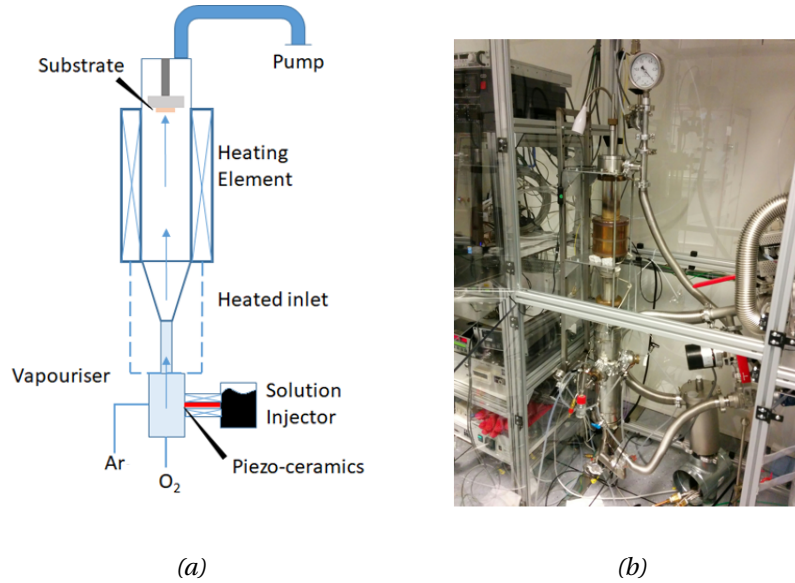 Substrate
Pump
Heating
Element
Heated inlet
Vapouriser
Solution
Injector
Ar
O₂
Piezo-ceramics
(a)
(b)